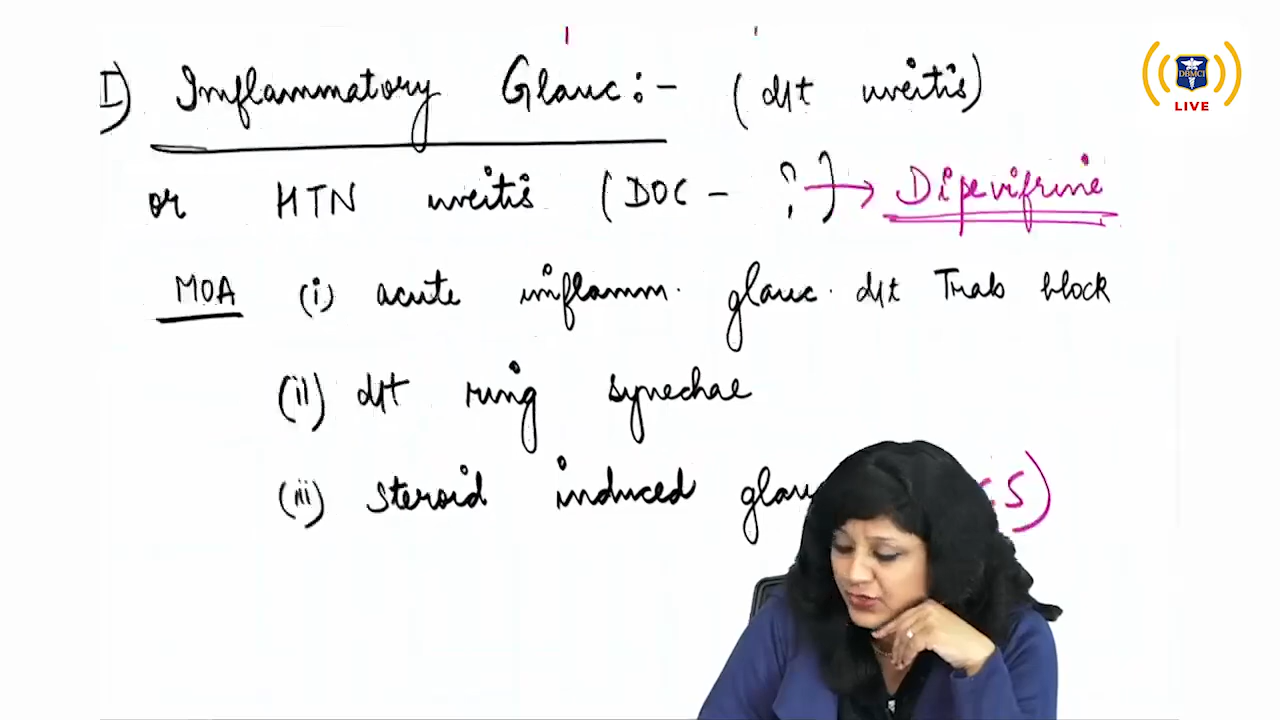 I) Inflammatory Glauc:- (d/t uveitis)
or HTN uveitis (DOC - ?) → Dipevifrine
MOA (i) acute inflamm. glauc. d/t Trab block
(ii) d/t ring synechae
(iii) steroid induced
DBMCI
LIVE